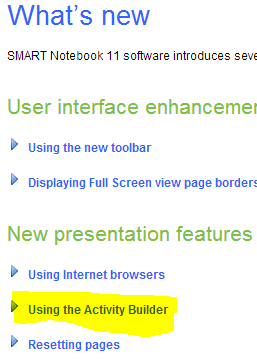 What's new
SMART Notebook 11 software introduces seve
User interface enhancemer
Using the new toolbar
Displaying Full Screen view page borders
New presentation features
Using Internet browsers
Using the Activity Builder
Resetting pages